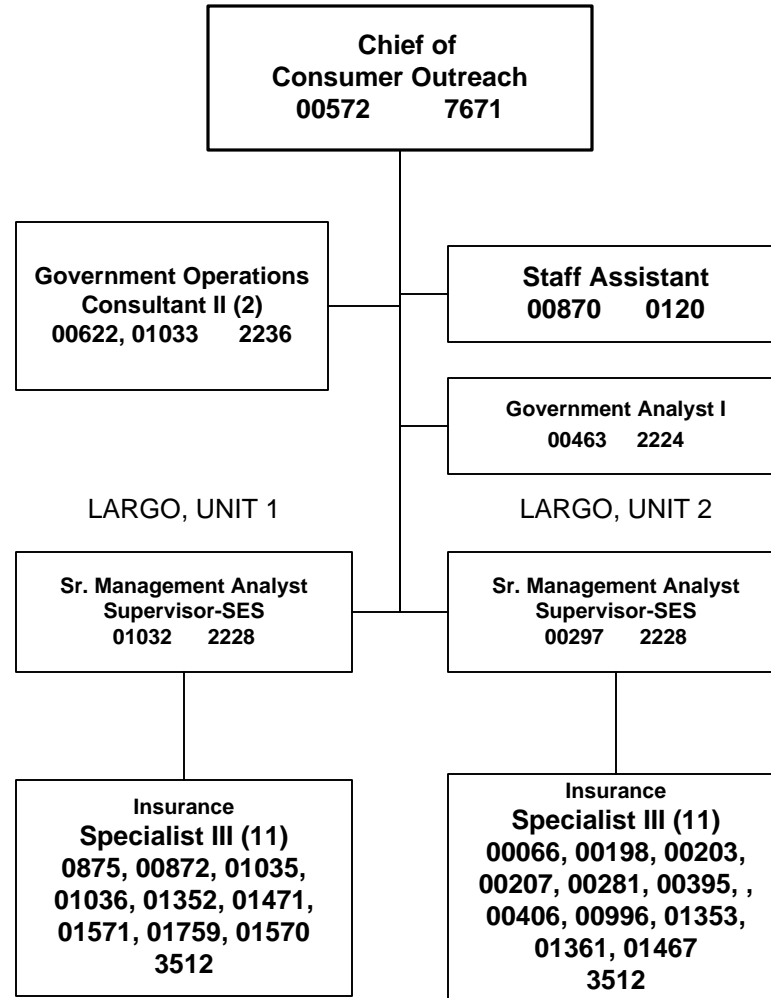 Chief of
Consumer Outreach
00572 7671
Government Operations
Consultant II (2)
00622, 01033 2236
Staff Assistant
00870 0120
Government Analyst I
00463 2224
LARGO, UNIT 1
LARGO, UNIT 2
Sr. Management Analyst
Supervisor-SES
01032 2228
Sr. Management Analyst
Supervisor-SES
00297 2228
Insurance
Specialist III (11)
0875, 00872, 01035,
01036, 01352, 01471,
01571, 01759, 01570
3512
Insurance
Specialist III (11)
00066, 00198, 00203,
00207, 00281, 00395, ,
00406, 00996, 01353,
01361, 01467
3512